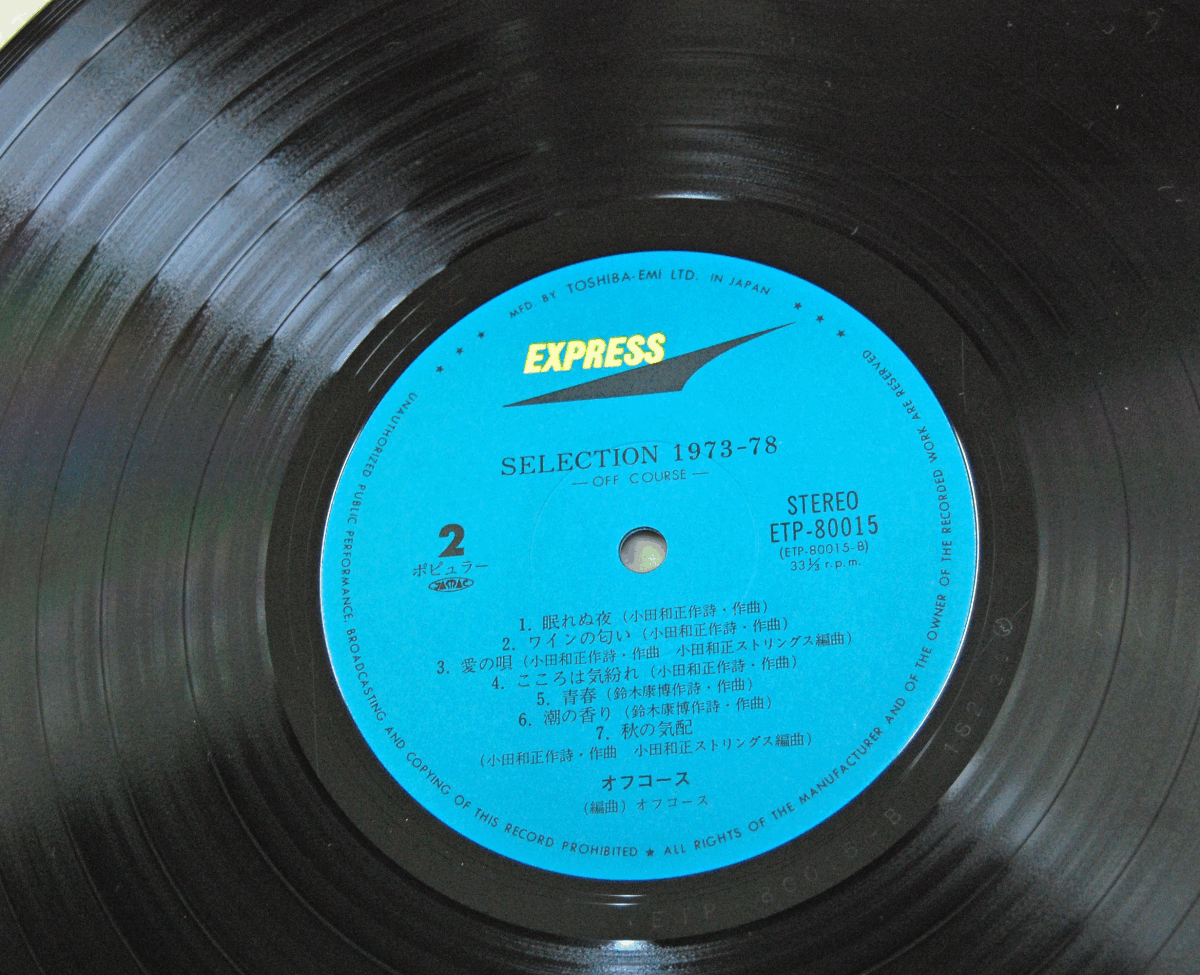 MFD. BY TOSHIBA-EMI LTD. IN JAPAN
EXPRESS
SELECTION 1973-78
— OFF COURSE —
STEREO
ETP-80015
(ETP-80015-B)
33⅓ r.p.m.
2
ポピュラー
JASRAC
1. 眠れぬ夜 (小田和正作詩・作曲)
2. ワインの匂い (小田和正作詩・作曲)
3. 愛の唄 (小田和正作詩・作曲 小田和正ストリングス編曲)
4. こころは気紛れ (小田和正作詩・作曲)
5. 青春 (鈴木康博作詩・作曲)
6. 潮の香り (鈴木康博作詩・作曲)
7. 秋の気配
(小田和正作詩・作曲 小田和正ストリングス編曲)
オフコース
(編曲) オフコース
UNAUTHORIZED PUBLIC PERFORMANCE, BROADCASTING AND COPYING OF THIS RECORD PROHIBITED ★ ALL RIGHTS OF THE MANUFACTURER AND OF THE OWNER OF THE RECORDED WORK ARE RESERVED